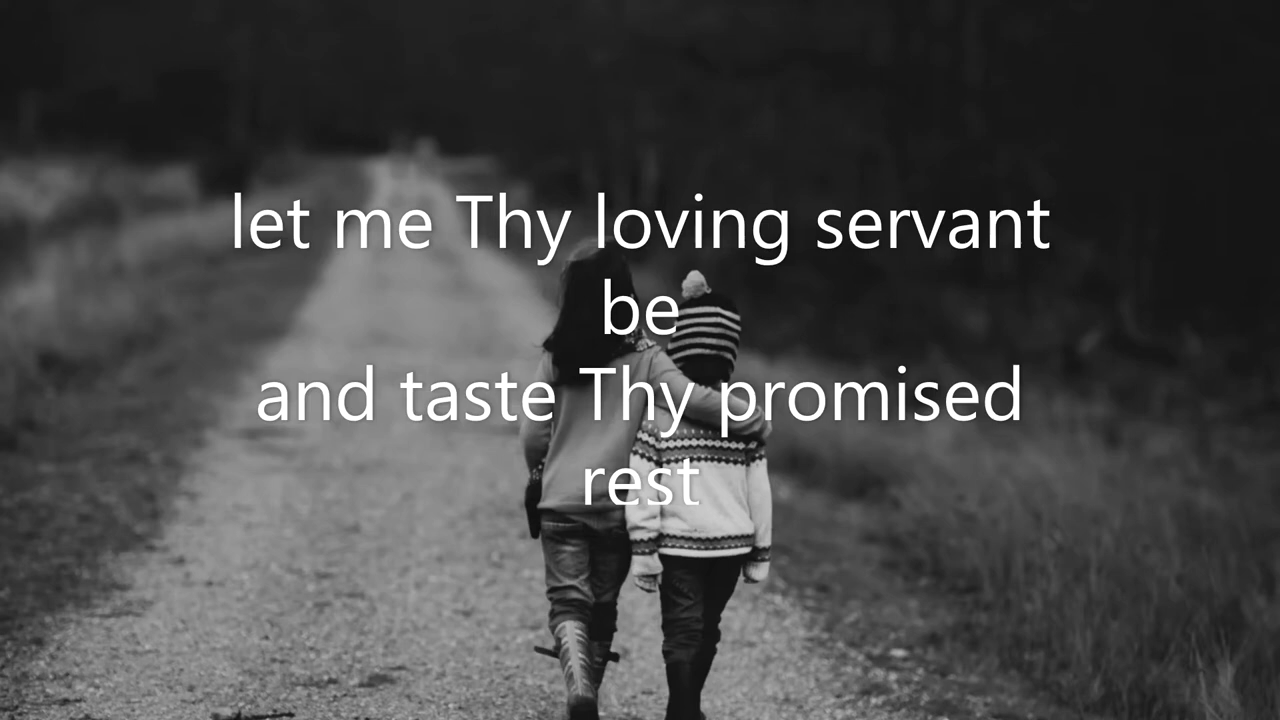 let me Thy loving servant
be
and taste Thy promised
rest